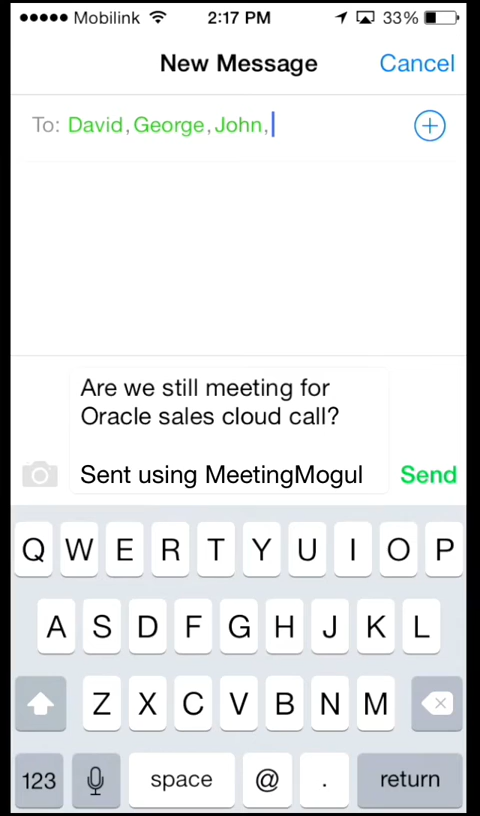 Mobilink 2:17 PM 33%
New Message Cancel
To: David, George, John,
Are we still meeting for
Oracle sales cloud call?
Sent using MeetingMogul Send
Q W E R T Y U I O P
A S D F G H J K L
Z X C V B N M
123 space @ . return